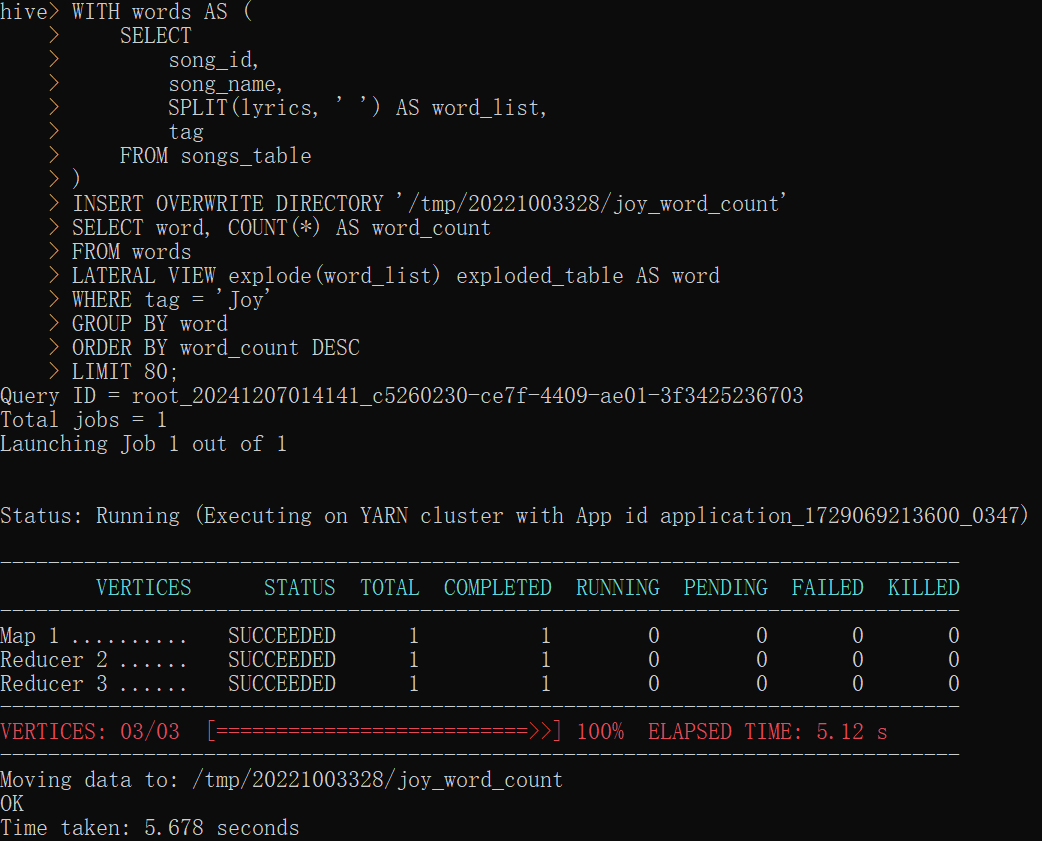 hive> WITH words AS (
    >     SELECT
    >         song_id,
    >         song_name,
    >         SPLIT(lyrics, ' ') AS word_list,
    >         tag
    >     FROM songs_table
    > )
    > INSERT OVERWRITE DIRECTORY '/tmp/20221003328/joy_word_count'
    > SELECT word, COUNT(*) AS word_count
    > FROM words
    > LATERAL VIEW explode(word_list) exploded_table AS word
    > WHERE tag = 'Joy'
    > GROUP BY word
    > ORDER BY word_count DESC
    > LIMIT 80;
Query ID = root_20241207014141_c5260230-ce7f-4409-ae01-3f3425236703
Total jobs = 1
Launching Job 1 out of 1
Status: Running (Executing on YARN cluster with App id application_1729069213600_0347)
--------------------------------------------------------------------------------
        VERTICES      STATUS  TOTAL  COMPLETED  RUNNING  PENDING  FAILED  KILLED
--------------------------------------------------------------------------------
Map 1 ..........   SUCCEEDED      1          1        0        0       0       0
Reducer 2 ......   SUCCEEDED      1          1        0        0       0       0
Reducer 3 ......   SUCCEEDED      1          1        0        0       0       0
--------------------------------------------------------------------------------
VERTICES: 03/03  [==========================>>] 100%  ELAPSED TIME: 5.12 s
--------------------------------------------------------------------------------
Moving data to: /tmp/20221003328/joy_word_count
OK
Time taken: 5.678 seconds